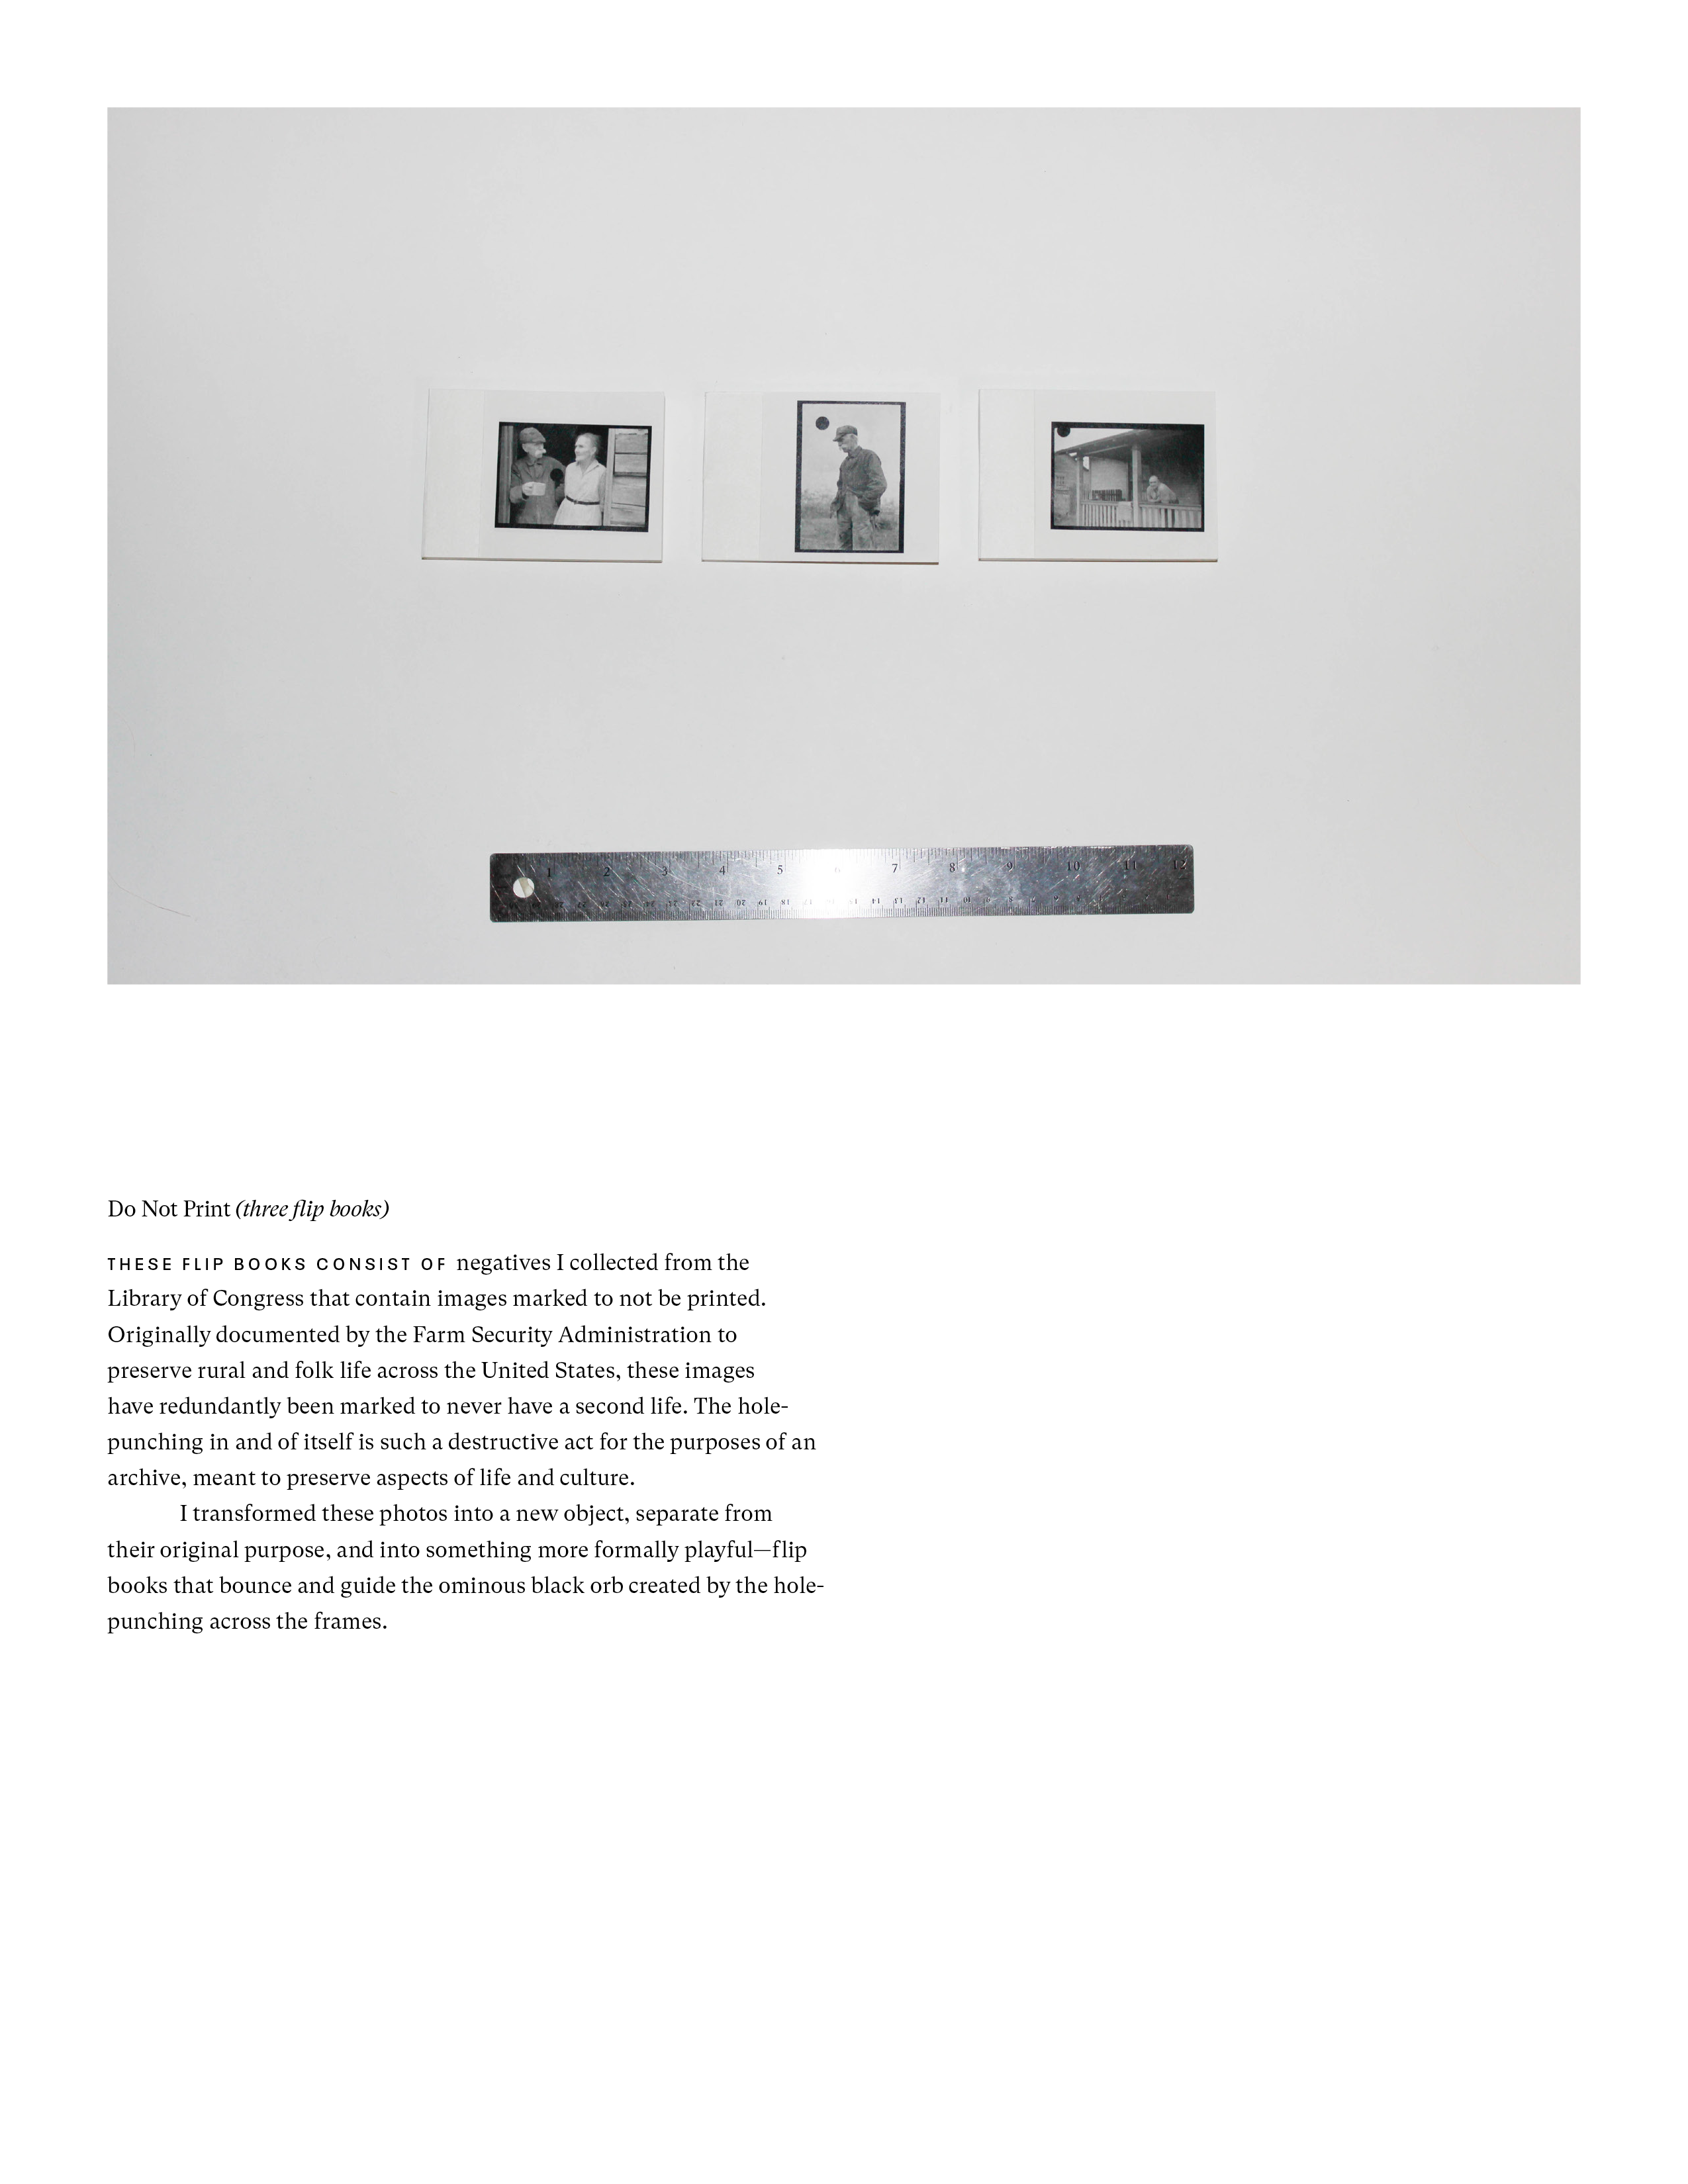 1 2 3 4 5 6 7 8 9 10 11 12
Do Not Print (three flip books)
THESE FLIP BOOKS CONSIST OF negatives I collected from the
Library of Congress that contain images marked to not be printed.
Originally documented by the Farm Security Administration to
preserve rural and folk life across the United States, these images
have redundantly been marked to never have a second life. The hole-
punching in and of itself is such a destructive act for the purposes of an
archive, meant to preserve aspects of life and culture.
I transformed these photos into a new object, separate from
their original purpose, and into something more formally playful—flip
books that bounce and guide the ominous black orb created by the hole-
punching across the frames.